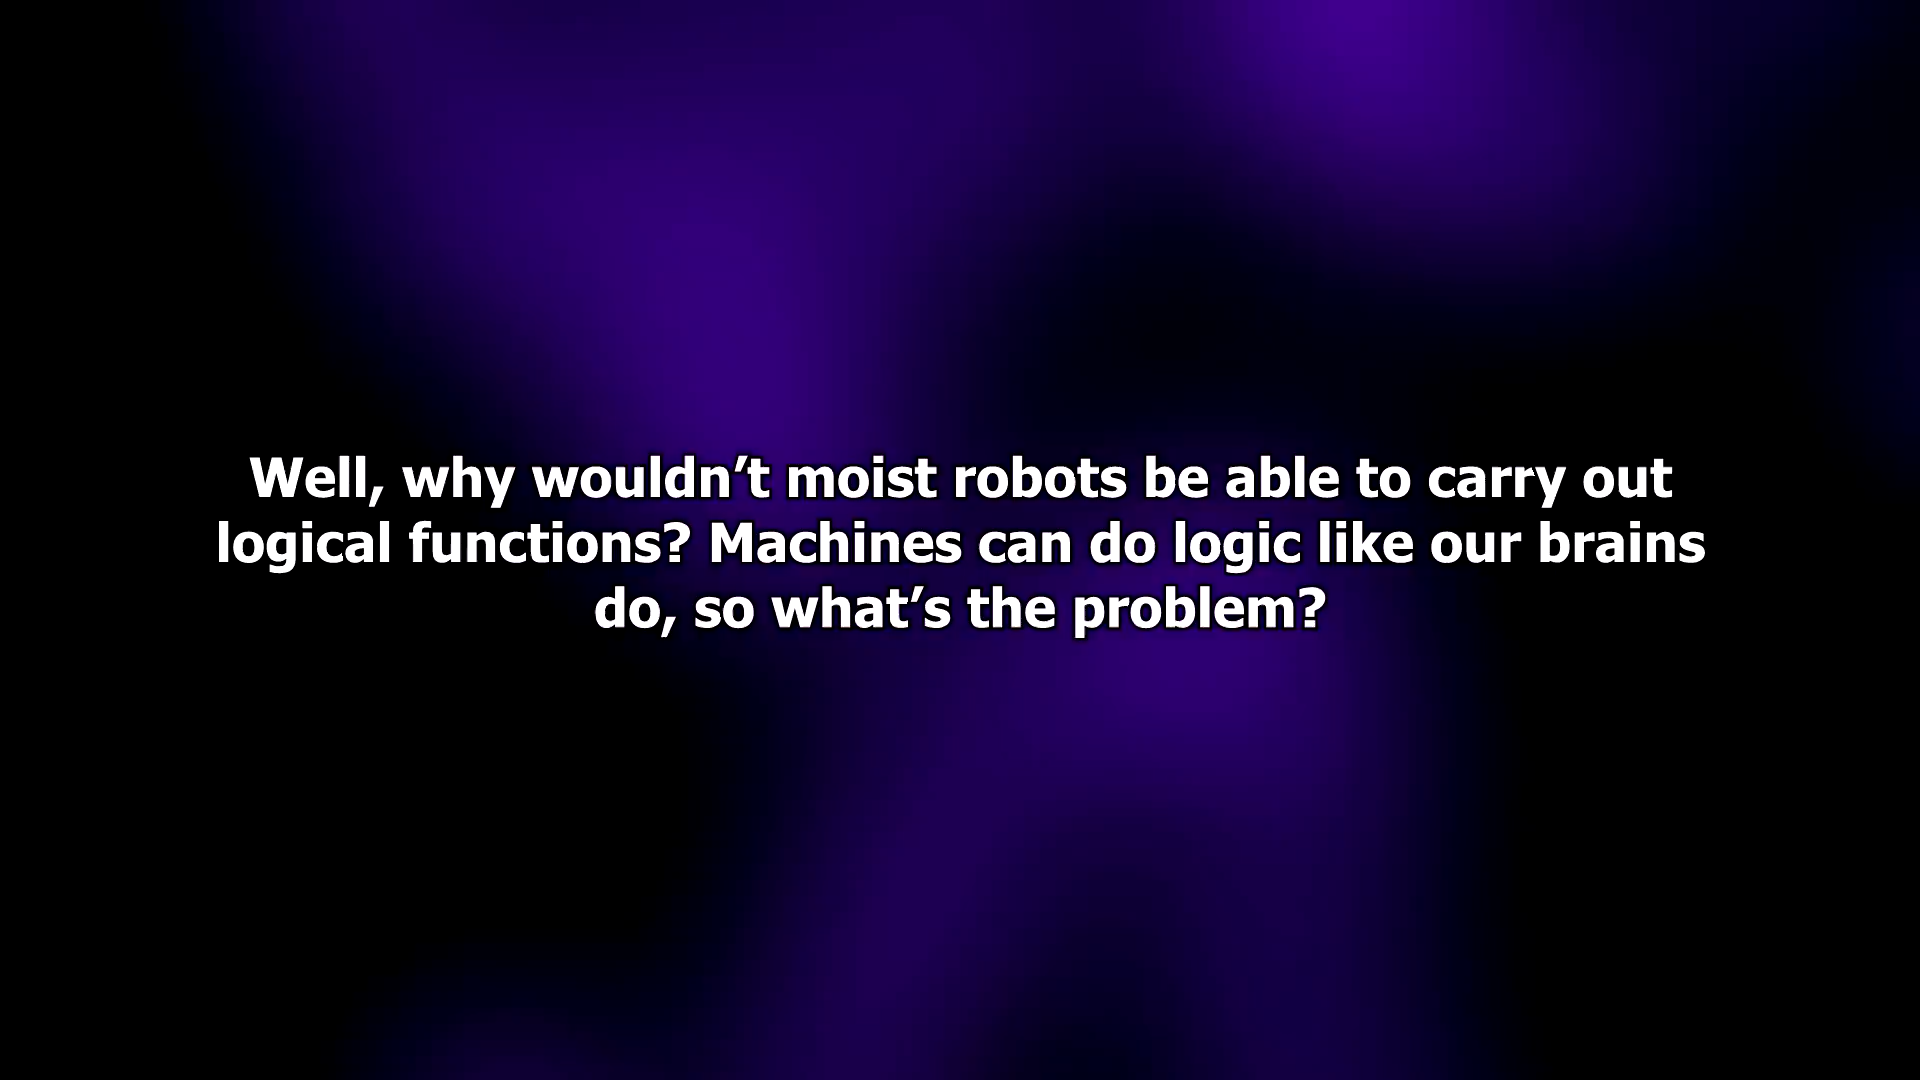 Well, why wouldn’t moist robots be able to carry out
logical functions? Machines can do logic like our brains
do, so what’s the problem?